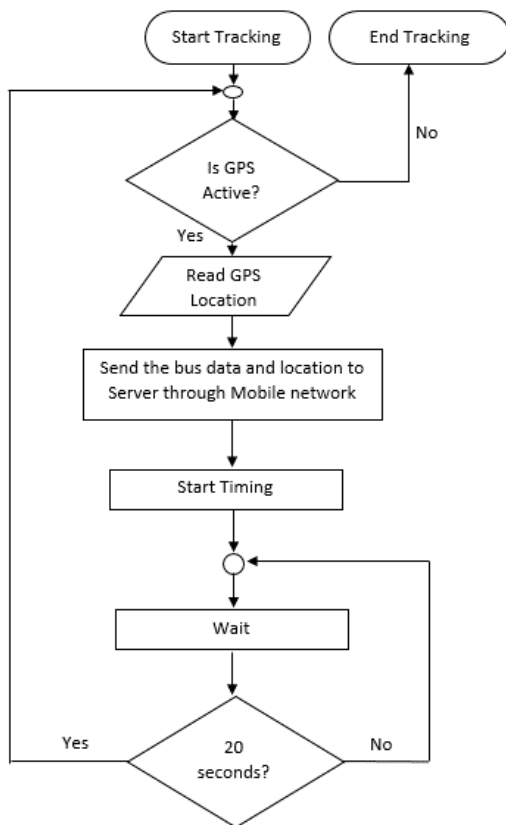 Start Tracking
End Tracking
No
Is GPS
Active?
Yes
Read GPS
Location
Send the bus data and location to
Server through Mobile network
Start Timing
Wait
Yes
20
seconds?
No